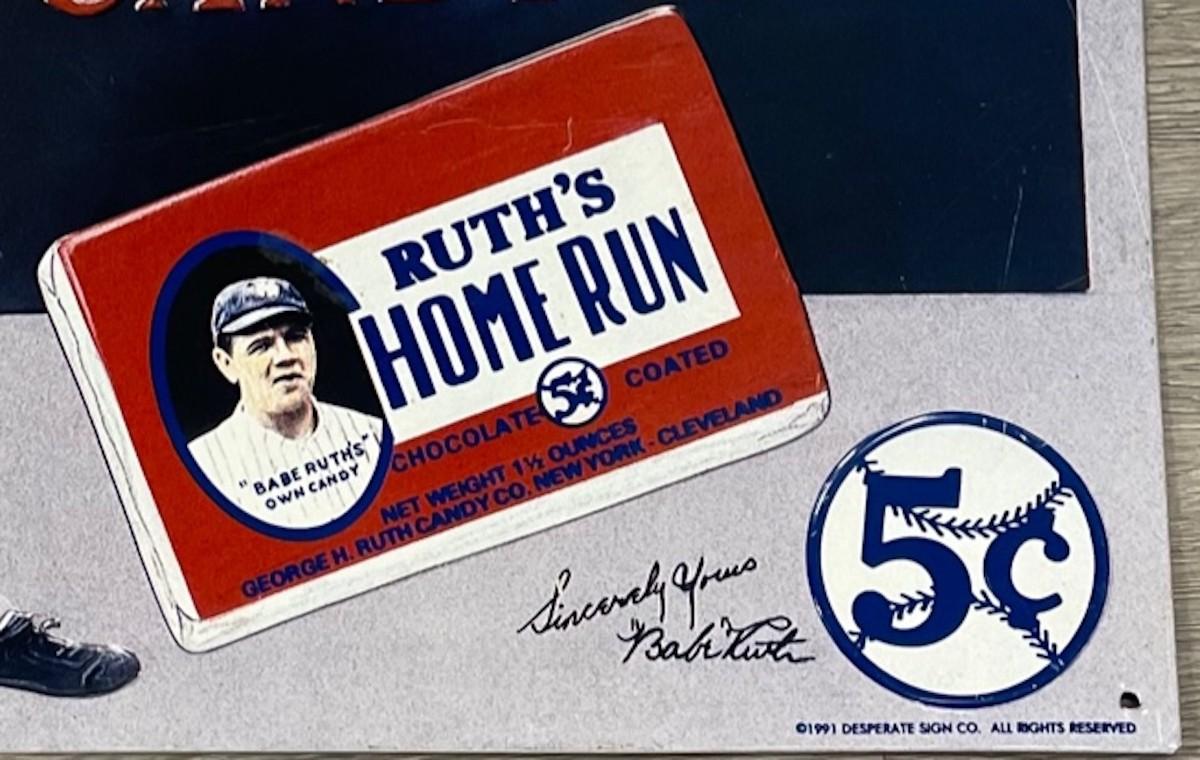 RUTH'S
HOME RUN
CHOCOLATE 5¢ COATED
"BABE RUTH'S"
OWN CANDY
NET WEIGHT 1½ OUNCES
GEORGE H. RUTH CANDY CO. NEW YORK - CLEVELAND
5¢
Sincerely Yours
"Babe" Ruth
©1991 DESPERATE SIGN CO. ALL RIGHTS RESERVED